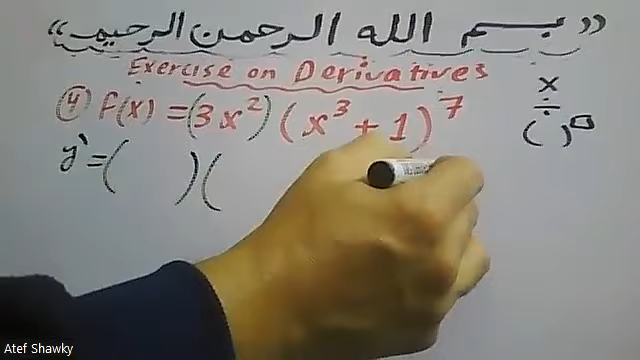 «بسم الله الرحمن الرحيم»
Exercise on Derivatives
④ F(x) = (3x²) (x³ + 1)⁷
x
÷
( )□
y' = ( ) (
Atef Shawky